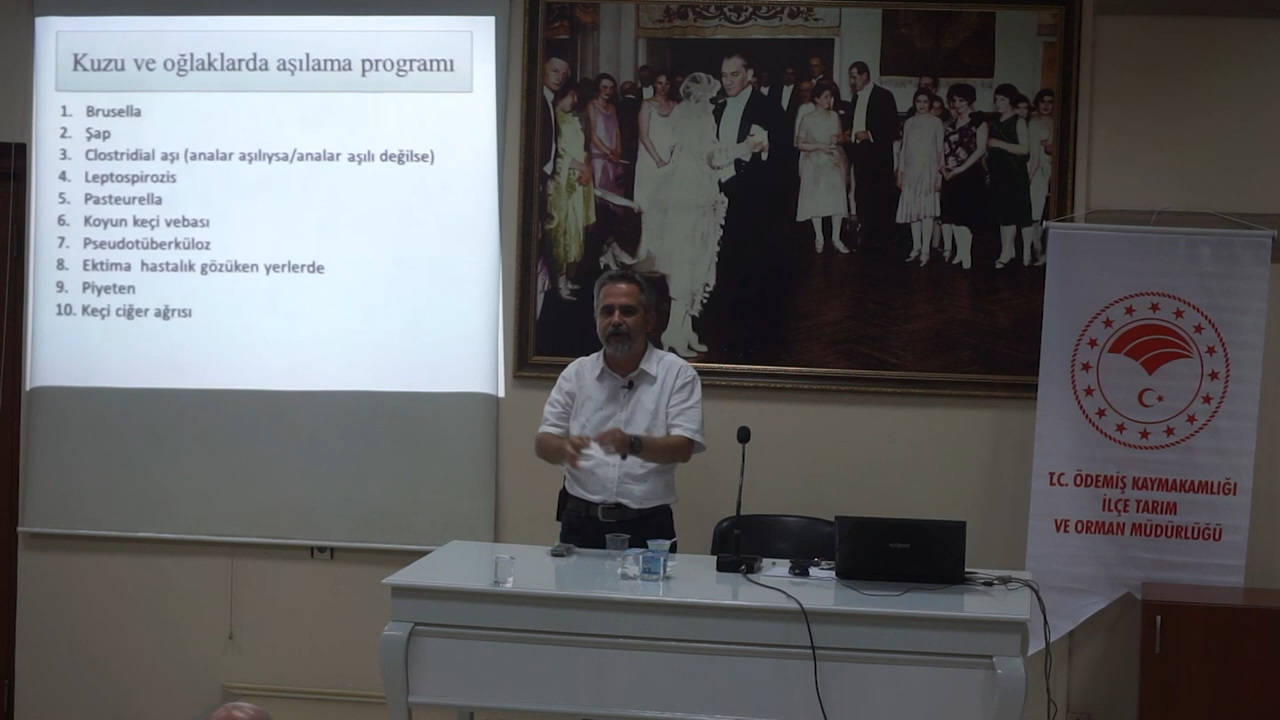 Kuzu ve oğlaklarda aşılama programı
1. Brusella
2. Şap
3. Clostridial aşı (analar aşılıysa/analar aşılı değilse)
4. Leptospirozis
5. Pasteurella
6. Koyun keçi vebası
7. Pseudotüberküloz
8. Ektima hastalık gözüken yerlerde
9. Piyeten
10. Keçi ciğer ağrısı
T.C. ÖDEMİŞ KAYMAKAMLIĞI
İLÇE TARIM
VE ORMAN MÜDÜRLÜĞÜ